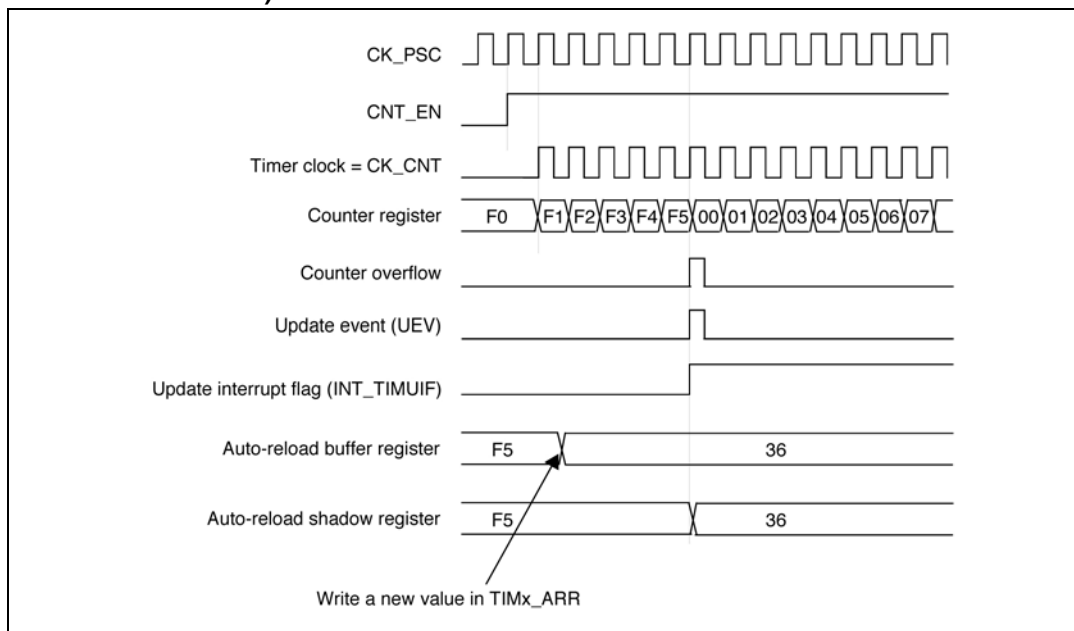 CK_PSC
CNT_EN
Timer clock = CK_CNT
Counter register F0 F1 F2 F3 F4 F5 00 01 02 03 04 05 06 07
Counter overflow
Update event (UEV)
Update interrupt flag (INT_TIMUIF)
Auto-reload buffer register F5 36
Auto-reload shadow register F5 36
Write a new value in TIMx_ARR